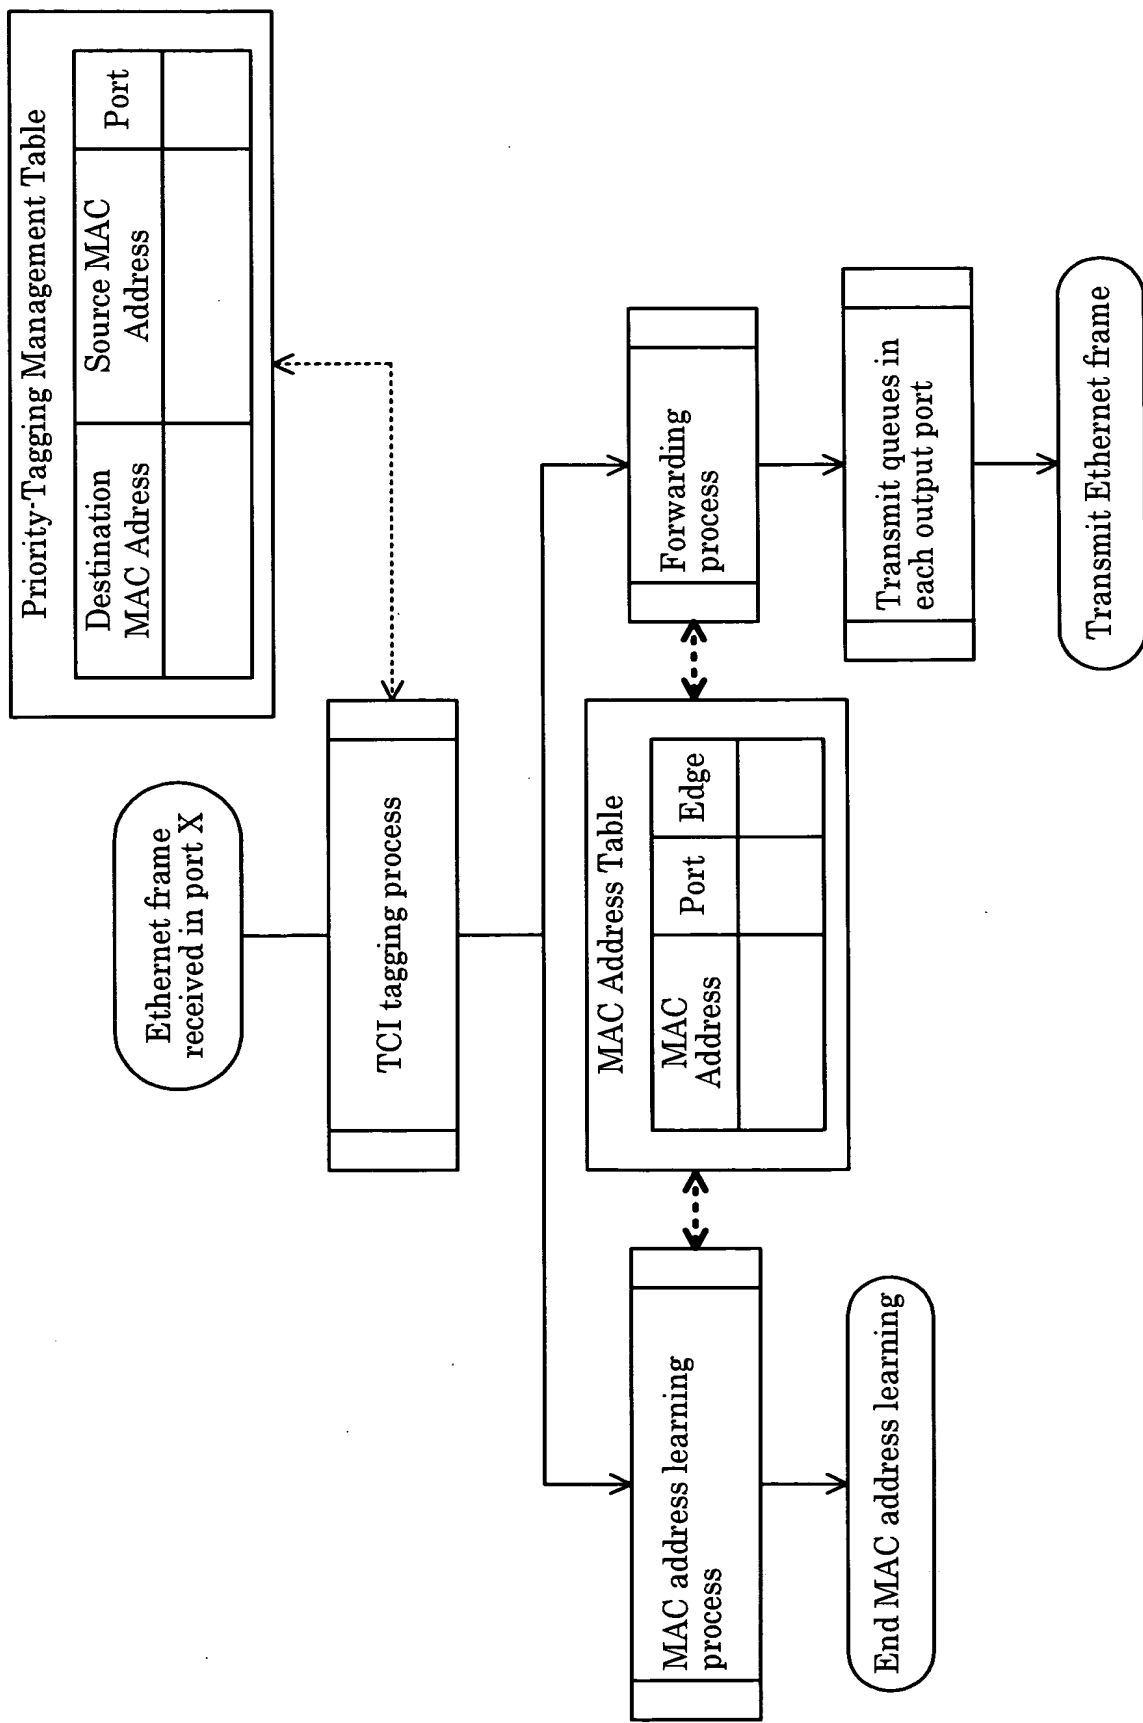 Priority-Tagging Management Table
Destination
MAC Adress
Source MAC
Address
Port
Ethernet frame
received in port X
TCI tagging process
MAC Address Table
MAC
Address
Port
Edge
MAC address learning
process
Forwarding
process
Transmit queues in
each output port
End MAC address learning
Transmit Ethernet frame